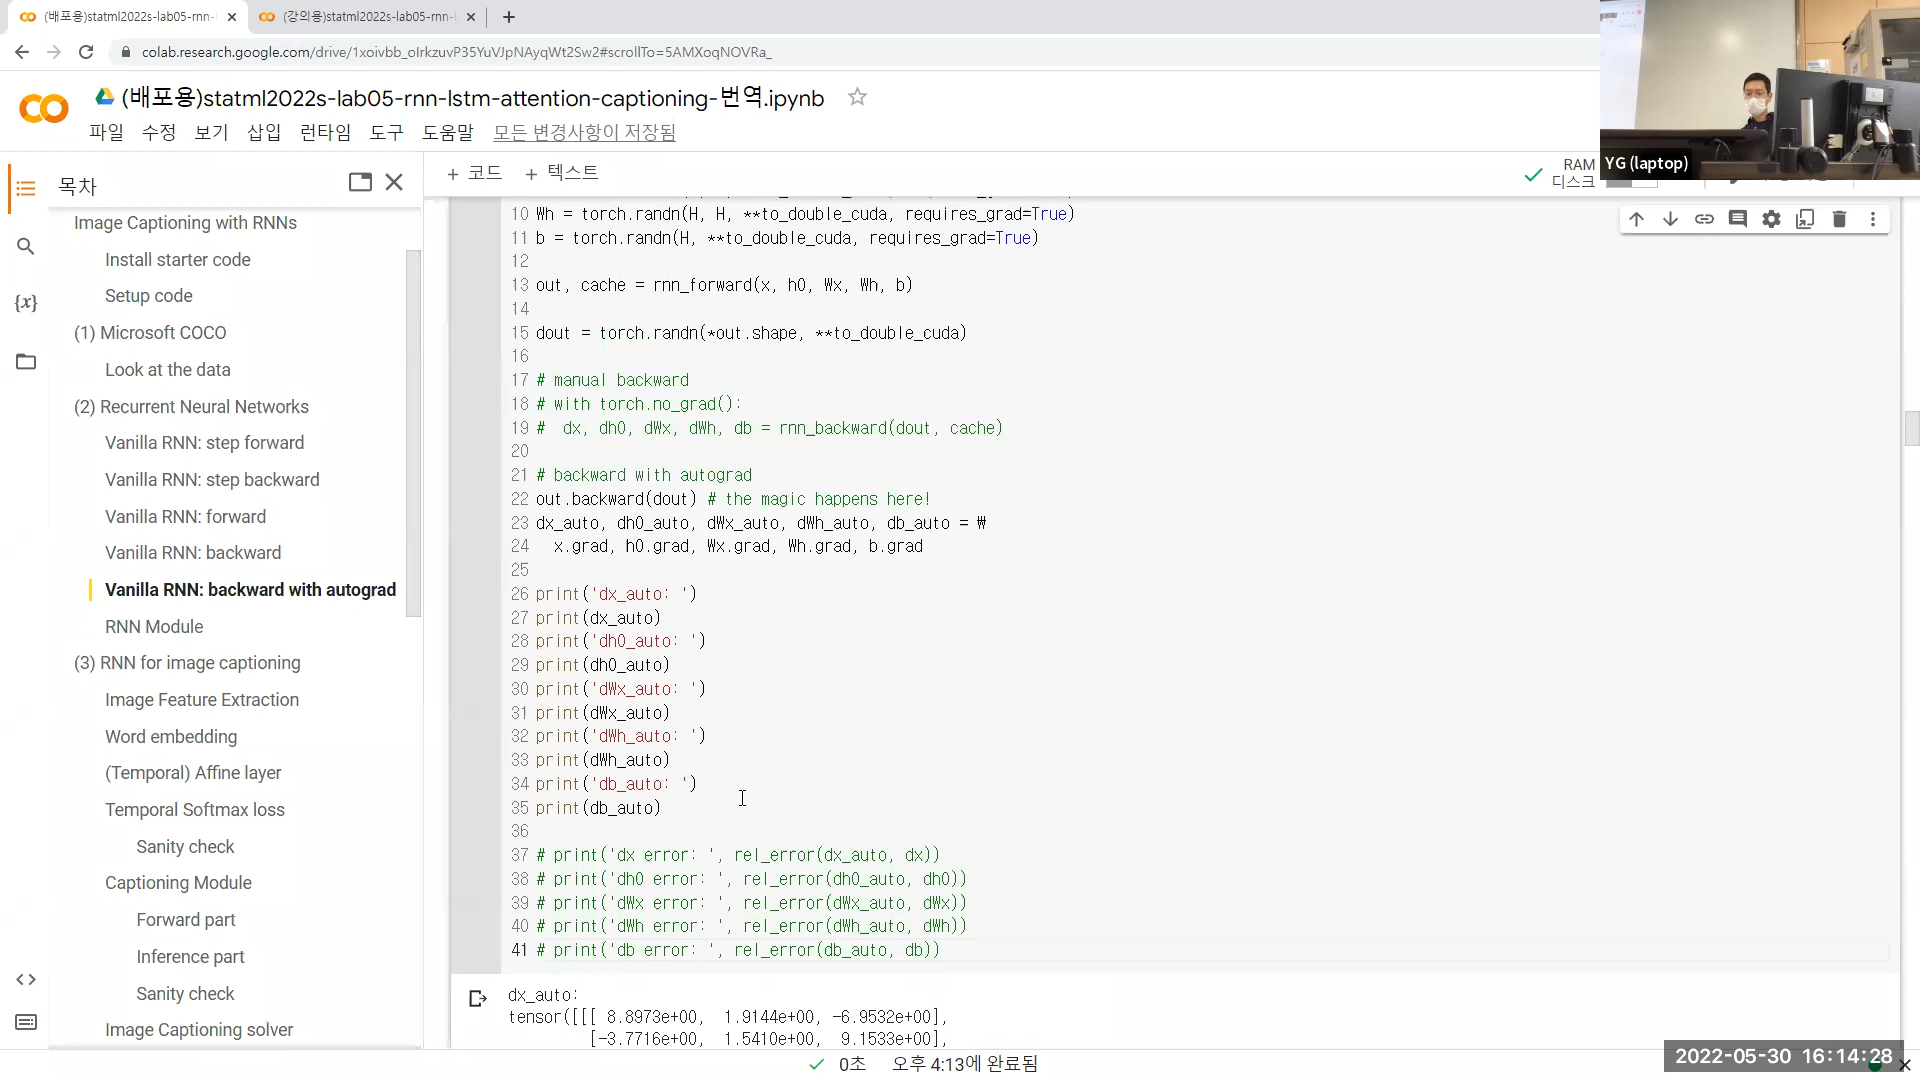 (배포용)statml2022s-lab05-rnn-
(강의용)statml2022s-lab05-rnn-
colab.research.google.com/drive/1xoivbb_oIrkzuvP35YuVJpNAyqWt2Sw2#scrollTo=5AMXoqNOVRa_
(배포용)statml2022s-lab05-rnn-lstm-attention-captioning-번역.ipynb
파일 수정 보기 삽입 런타임 도구 도움말 모든 변경사항이 저장됨
YG (laptop)
목차
+ 코드 + 텍스트
RAM
디스크
Image Captioning with RNNs
Install starter code
Setup code
(1) Microsoft COCO
Look at the data
(2) Recurrent Neural Networks
Vanilla RNN: step forward
Vanilla RNN: step backward
Vanilla RNN: forward
Vanilla RNN: backward
Vanilla RNN: backward with autograd
RNN Module
(3) RNN for image captioning
Image Feature Extraction
Word embedding
(Temporal) Affine layer
Temporal Softmax loss
Sanity check
Captioning Module
Forward part
Inference part
Sanity check
Image Captioning solver
10 Wh = torch.randn(H, H, **to_double_cuda, requires_grad=True)
11 b = torch.randn(H, **to_double_cuda, requires_grad=True)
12
13 out, cache = rnn_forward(x, h0, Wx, Wh, b)
14
15 dout = torch.randn(*out.shape, **to_double_cuda)
16
17 # manual backward
18 # with torch.no_grad():
19 #  dx, dh0, dWx, dWh, db = rnn_backward(dout, cache)
20
21 # backward with autograd
22 out.backward(dout) # the magic happens here!
23 dx_auto, dh0_auto, dWx_auto, dWh_auto, db_auto = ₩
24   x.grad, h0.grad, Wx.grad, Wh.grad, b.grad
25
26 print('dx_auto: ')
27 print(dx_auto)
28 print('dh0_auto: ')
29 print(dh0_auto)
30 print('dWx_auto: ')
31 print(dWx_auto)
32 print('dWh_auto: ')
33 print(dWh_auto)
34 print('db_auto: ')
35 print(db_auto)
36
37 # print('dx error: ', rel_error(dx_auto, dx))
38 # print('dh0 error: ', rel_error(dh0_auto, dh0))
39 # print('dWx error: ', rel_error(dWx_auto, dWx))
40 # print('dWh error: ', rel_error(dWh_auto, dWh))
41 # print('db error: ', rel_error(db_auto, db))
dx_auto:
tensor([[[ 8.8973e+00,  1.9144e+00, -6.9532e+00],
[-3.7716e+00,  1.5410e+00,  9.1533e+00],
0초 오후 4:13에 완료됨
2022-05-30 16:14:28